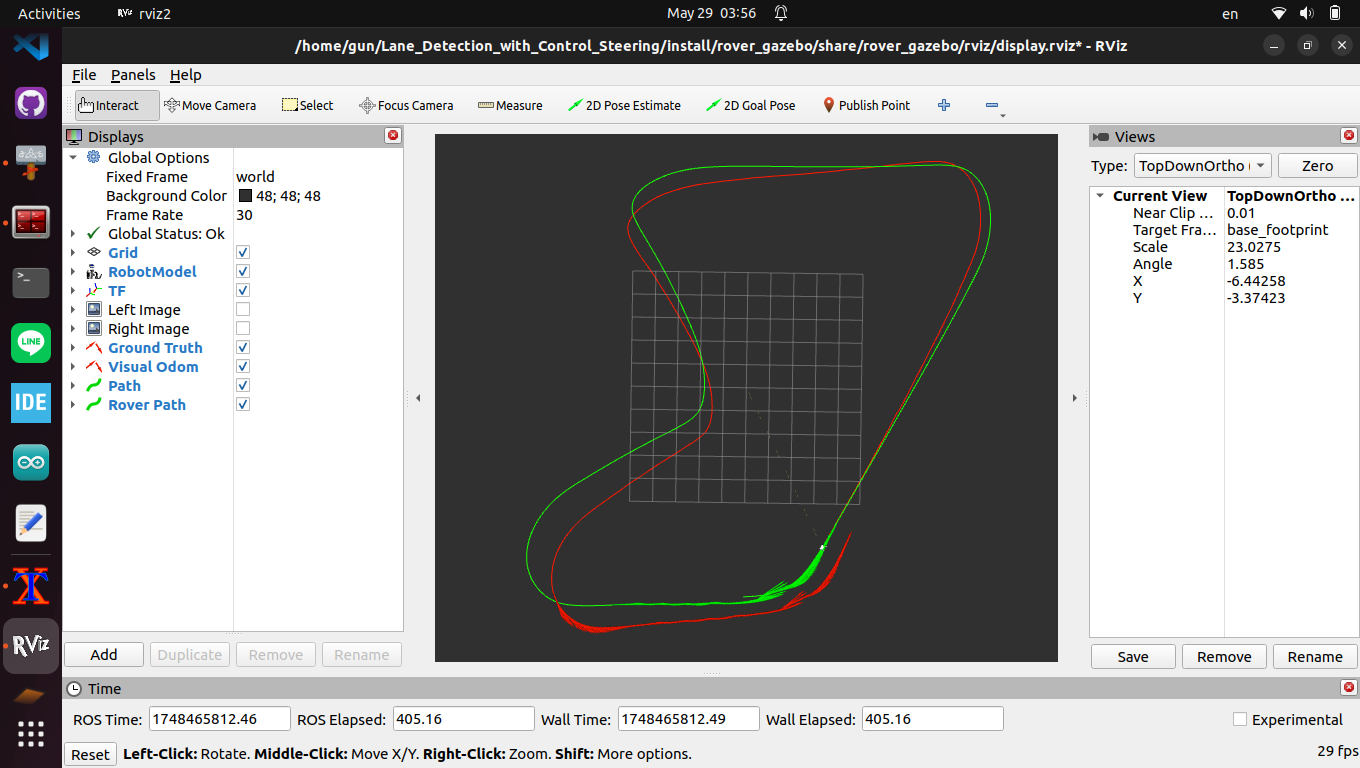 Activities
RViz rviz2
May 29 03:56
en
/home/gun/Lane_Detection_with_Control_Steering/install/rover_gazebo/share/rover_gazebo/rviz/display.rviz* - RViz
File Panels Help
Interact Move Camera Select Focus Camera Measure 2D Pose Estimate 2D Goal Pose Publish Point
Displays
Global Options
Fixed Frame world
Background Color 48; 48; 48
Frame Rate 30
Global Status: Ok
Grid
RobotModel
TF
Left Image
Right Image
Ground Truth
Visual Odom
Path
Rover Path
Add Duplicate Remove Rename
Views
Type: TopDownOrtho ( Zero
Current View TopDownOrtho ...
Near Clip ... 0.01
Target Fra... base_footprint
Scale 23.0275
Angle 1.585
X -6.44258
Y -3.37423
Save Remove Rename
LINE
IDE
RViz
Time
ROS Time: 1748465812.46 ROS Elapsed: 405.16 Wall Time: 1748465812.49 Wall Elapsed: 405.16 Experimental
Reset Left-Click: Rotate. Middle-Click: Move X/Y. Right-Click: Zoom. Shift: More options. 29 fps